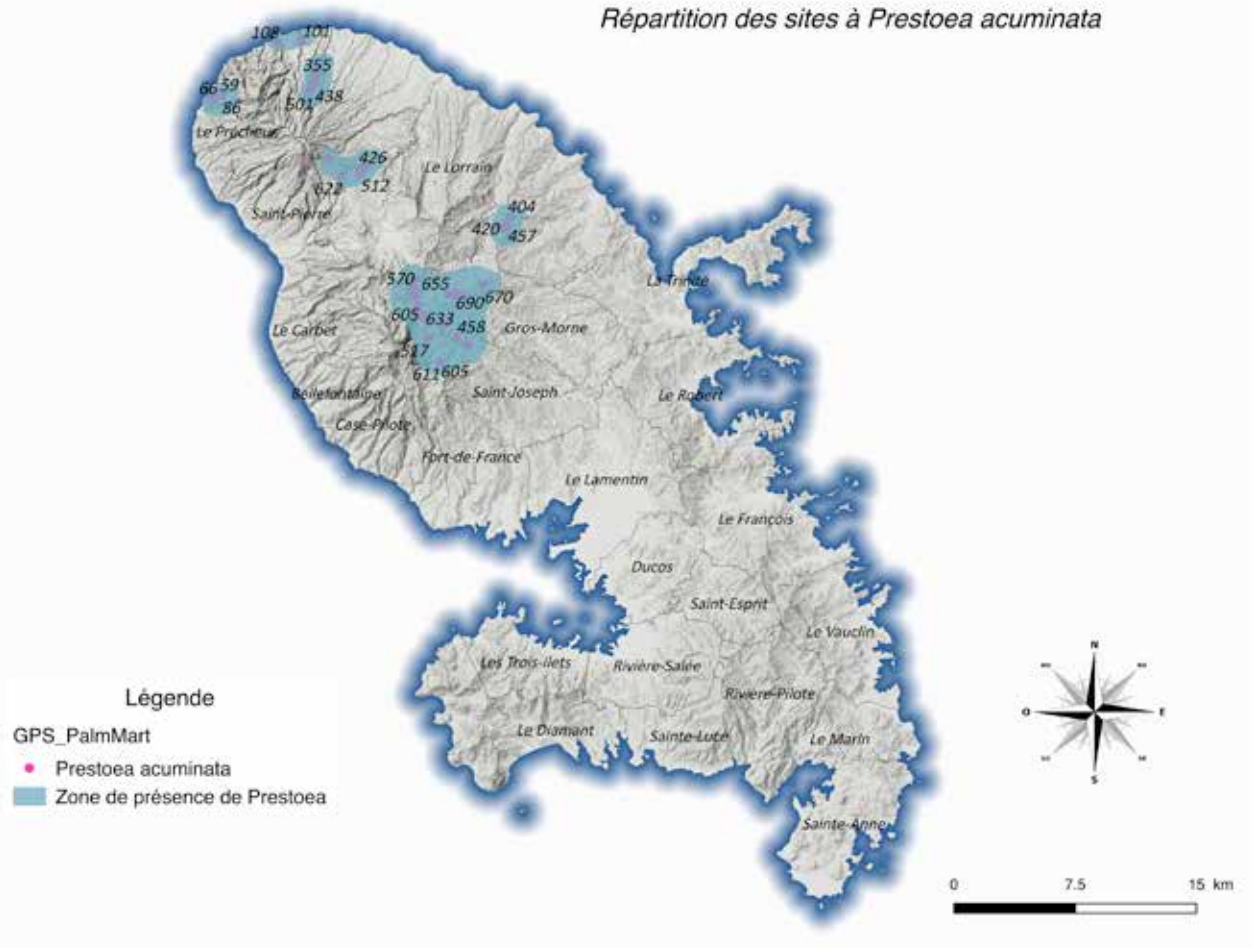 Répartition des sites à Prestoea acuminata
108 101
355
66 59
501 438
86
Le Prêcheur
426
Le Lorrain
622 512
404
Saint-Pierre
420 457
570 655
La Trinité
690 670
605 633 458
Le Carbet
Gros-Morne
517
611 605
Bellefontaine
Saint-Joseph
Le Robert
Case-Pilote
Fort-de-France
Le Lamentin
Le François
Ducos
Saint-Esprit
Le Vauclin
Les Trois-ilets
Rivière-Salée
Rivière-Pilote
Le Diamant
Sainte-Luce
Le Marin
Sainte-Anne
N
O E
S
Légende
GPS_PalmMart
Prestoea acuminata
Zone de présence de Prestoea
0 7.5 15 km